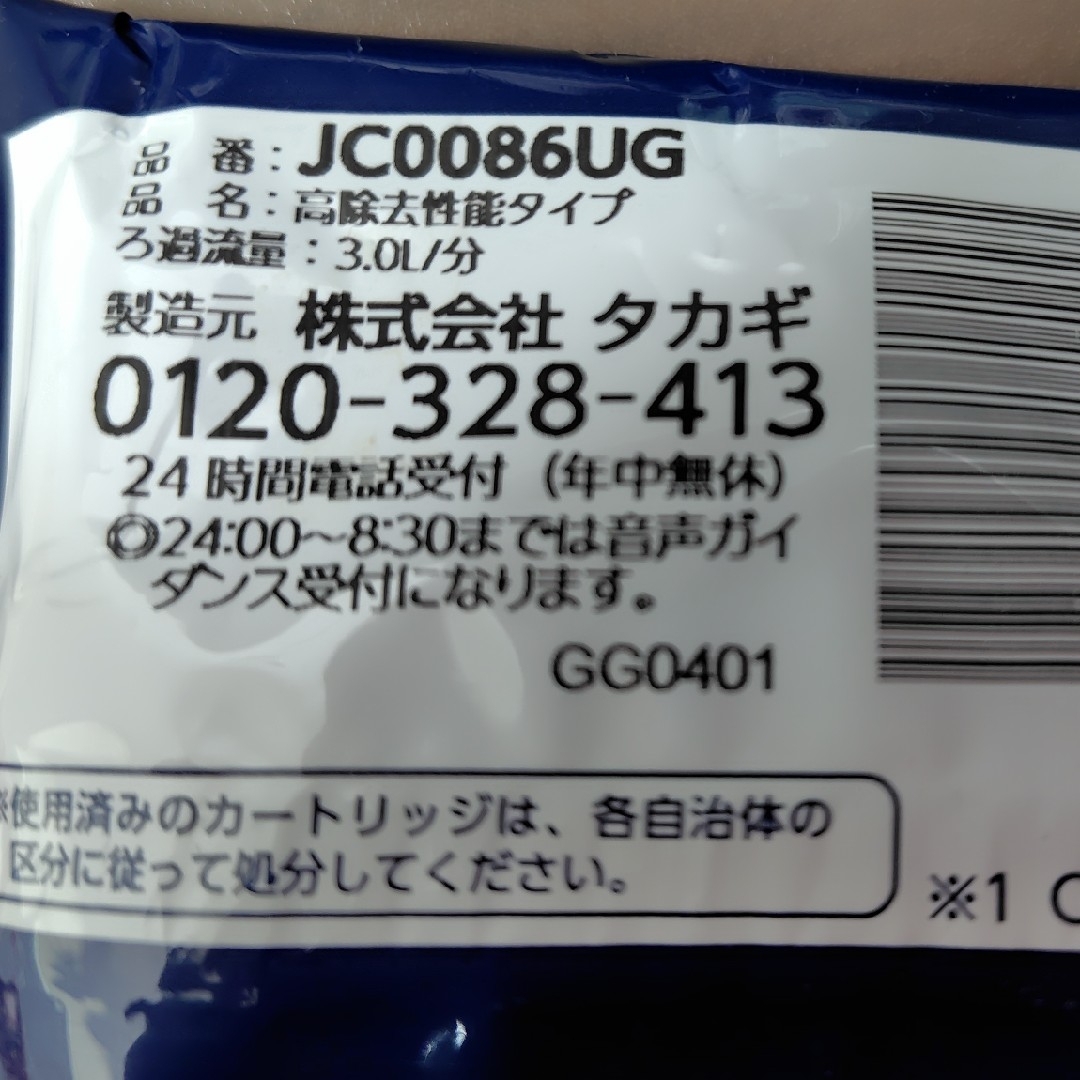 品 番：JC0086UG
品 名：高除去性能タイプ
ろ過流量：3.0L/分
製造元 株式会社 タカギ
0120-328-413
24時間電話受付（年中無休）
◎24:00～8:30までは音声ガイ
ダンス受付になります。
GG0401
※使用済みのカートリッジは、各自治体の
区分に従って処分してください。
※1